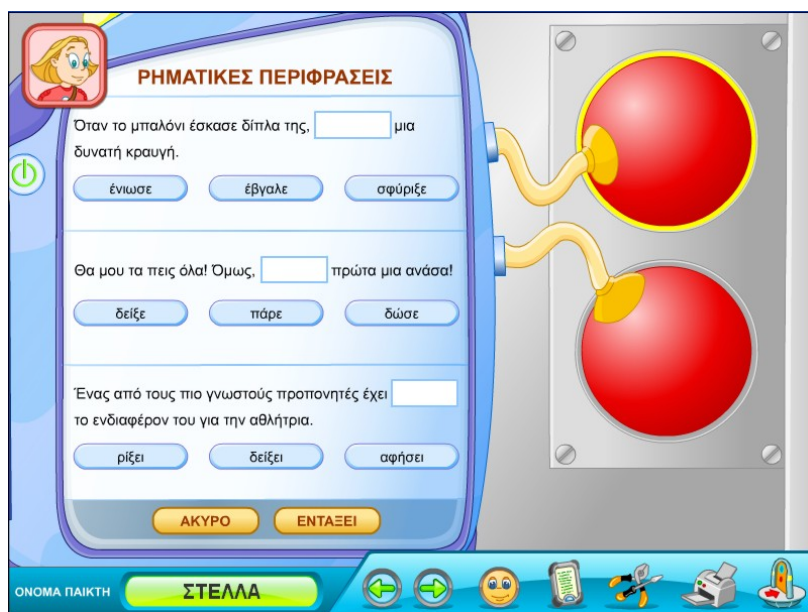 ΡΗΜΑΤΙΚΕΣ ΠΕΡΙΦΡΑΣΕΙΣ
Όταν το μπαλόνι έσκασε δίπλα της, μια
δυνατή κραυγή.
ένιωσε έβγαλε σφύριξε
Θα μου τα πεις όλα! Όμως, πρώτα μια ανάσα!
δείξε πάρε δώσε
Ένας από τους πιο γνωστούς προπονητές έχει
το ενδιαφέρον του για την αθλήτρια.
ρίξει δείξει αφήσει
ΑΚΥΡΟ ΕΝΤΑΞΕΙ
ΟΝΟΜΑ ΠΑΙΚΤΗ ΣΤΕΛΛΑ